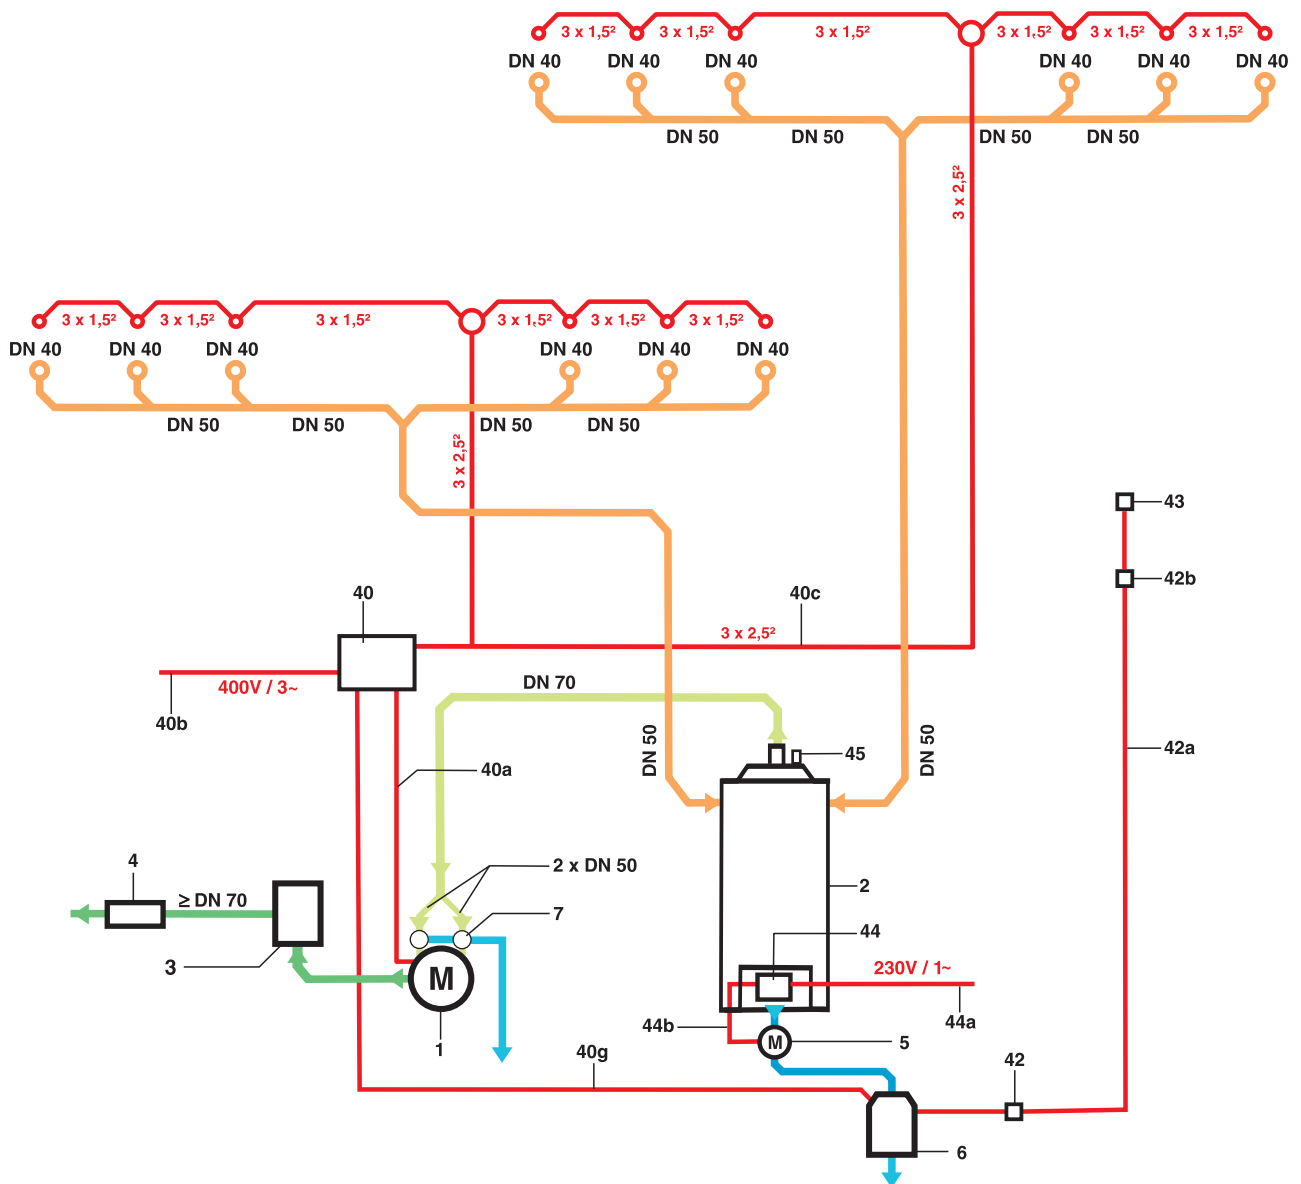 3 x 1,5² 3 x 1,5² 3 x 1,5² 3 x 1,5² 3 x 1,5² 3 x 1,5²
DN 40 DN 40 DN 40 DN 40 DN 40 DN 40
DN 50 DN 50 DN 50 DN 50
3 x 2,5²
3 x 1,5² 3 x 1,5² 3 x 1,5² 3 x 1,5² 3 x 1,5² 3 x 1,5²
DN 40 DN 40 DN 40 DN 40 DN 40 DN 40
DN 50 DN 50 DN 50 DN 50
3 x 2,5²
43
42b
40
40c
3 x 2,5²
400V / 3~
DN 70
40b
DN 50
DN 50
42a
45
40a
4
2 x DN 50
≥ DN 70
2
7
44
3
M
230V / 1~
44b
44a
1
M
5
40g
42
6